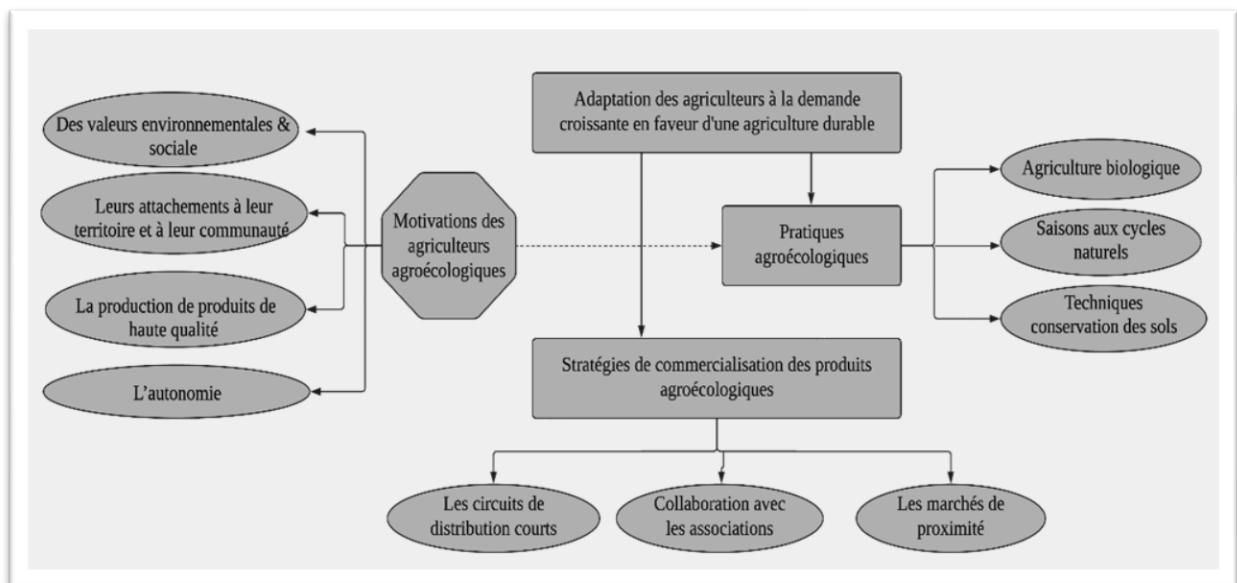 Adaptation des agriculteurs à la demande
croissante en faveur d'une agriculture durable
Des valeurs environnementales &
sociale
Leurs attachements à leur
territoire et à leur communauté
La production de produits de
haute qualité
L'autonomie
Motivations des
agriculteurs
agroécologiques
Pratiques
agroécologiques
Agriculture biologique
Saisons aux cycles
naturels
Techniques
conservation des sols
Stratégies de commercialisation des produits
agroécologiques
Les circuits de
distribution courts
Collaboration avec
les associations
Les marchés de
proximité